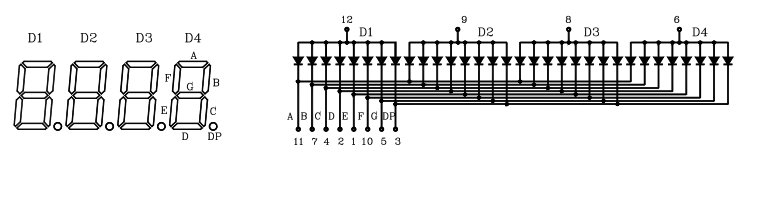 D1 D2 D3 D4
A
F
B
G
E
C
D
DP
12 9 8 6
D1 D2 D3 D4
A B C D E F G DP
11 7 4 2 1 10 5 3